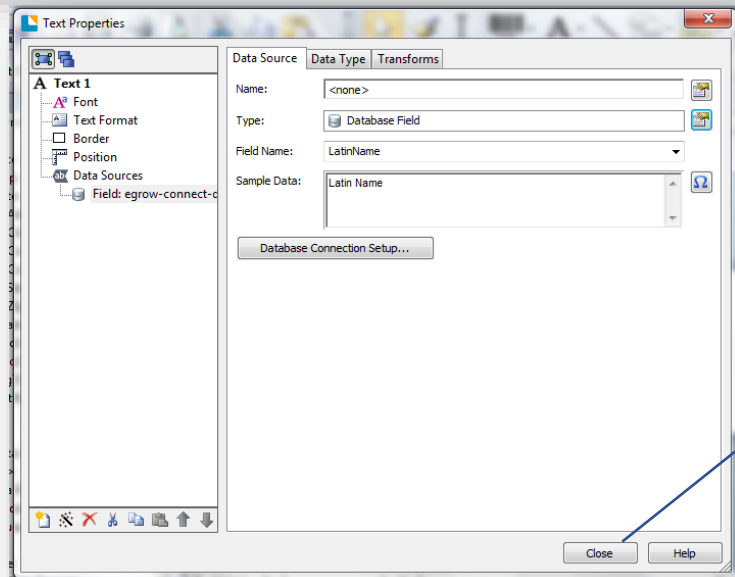 Text Properties
Data Source Data Type Transforms
A Text 1
Font
Text Format
Border
Position
Data Sources
Field: egrow-connect-c
Name: <none>
Type: Database Field
Field Name: LatinName
Sample Data: Latin Name
Database Connection Setup...
Close Help